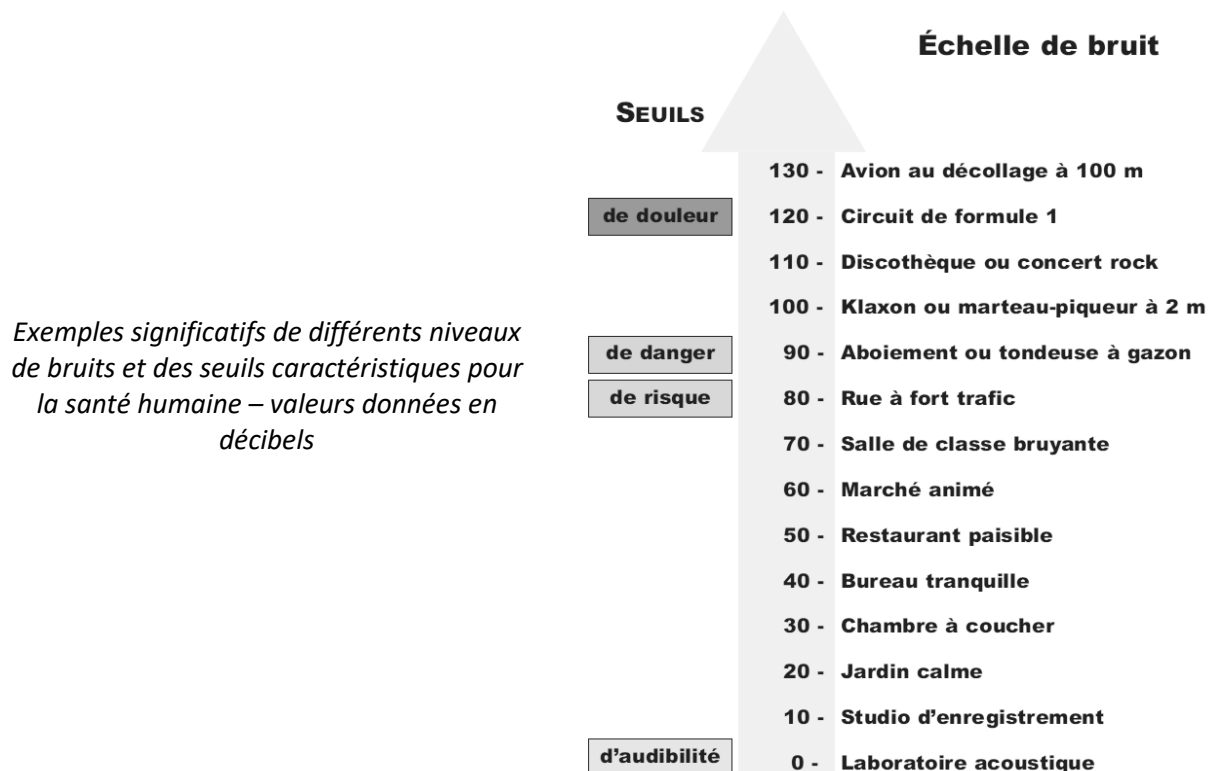 Échelle de bruit
SEUILS
130 - Avion au décollage à 100 m
de douleur 120 - Circuit de formule 1
110 - Discothèque ou concert rock
100 - Klaxon ou marteau-piqueur à 2 m
de danger 90 - Aboiement ou tondeuse à gazon
de risque 80 - Rue à fort trafic
70 - Salle de classe bruyante
60 - Marché animé
50 - Restaurant paisible
40 - Bureau tranquille
30 - Chambre à coucher
20 - Jardin calme
10 - Studio d'enregistrement
d'audibilité 0 - Laboratoire acoustique
Exemples significatifs de différents niveaux
de bruits et des seuils caractéristiques pour
la santé humaine – valeurs données en
décibels